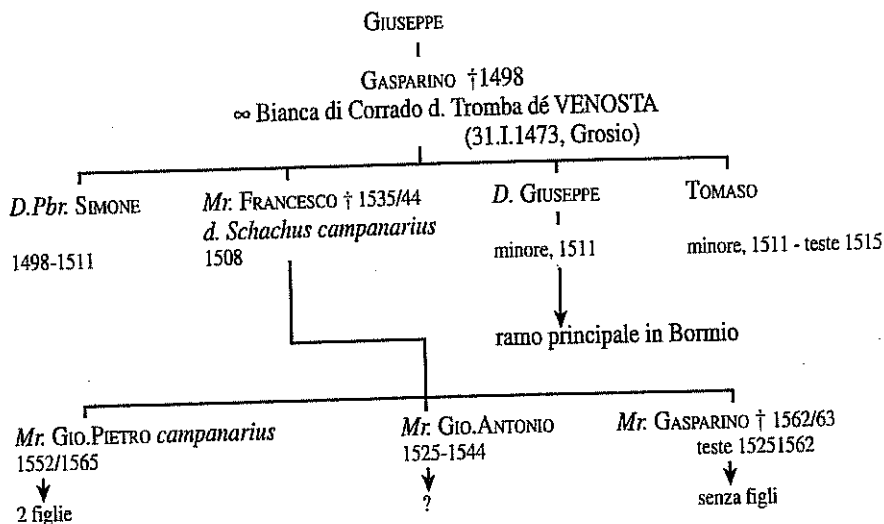 GIUSEPPE
GASPARINO †1498
∞ Bianca di Corrado d. Tromba dé VENOSTA
(31.I.1473, Grosio)
D.Pbr. SIMONE
1498-1511
Mr. FRANCESCO † 1535/44
d. Schachus campanarius
1508
D. GIUSEPPE
minore, 1511
ramo principale in Bormio
TOMASO
minore, 1511 - teste 1515
Mr. GIO.PIETRO campanarius
1552/1565
2 figlie
Mr. GIO.ANTONIO
1525-1544
?
Mr. GASPARINO † 1562/63
teste 15251562
senza figli